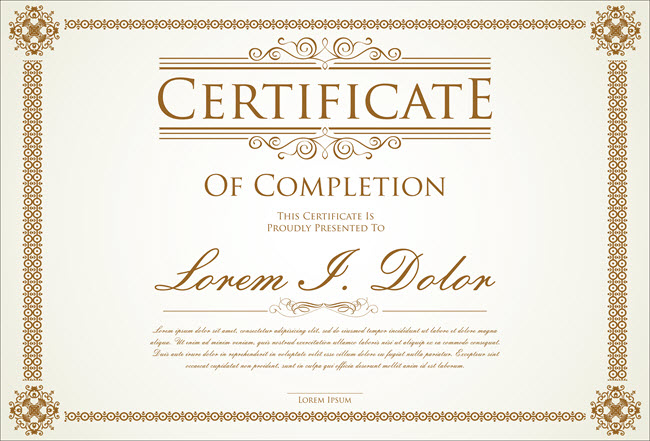 CERTIFICATE
OF COMPLETION
THIS CERTIFICATE IS
PROUDLY PRESENTED TO
Lorem I. Dolor
Lorem ipsum dolor sit amet, consectetur adipisicing elit, sed do eiusmod tempor incididunt ut labore et dolore magna
aliqua. Ut enim ad minim veniam, quis nostrud exercitation ullamco laboris nisi ut aliquip ex ea commodo consequat.
Duis aute irure dolor in reprehenderit in voluptate velit esse cillum dolore eu fugiat nulla pariatur. Excepteur sint
occaecat cupidatat non proident, sunt in culpa qui officia deserunt mollit anim id est laborum.
LOREM IPSUM